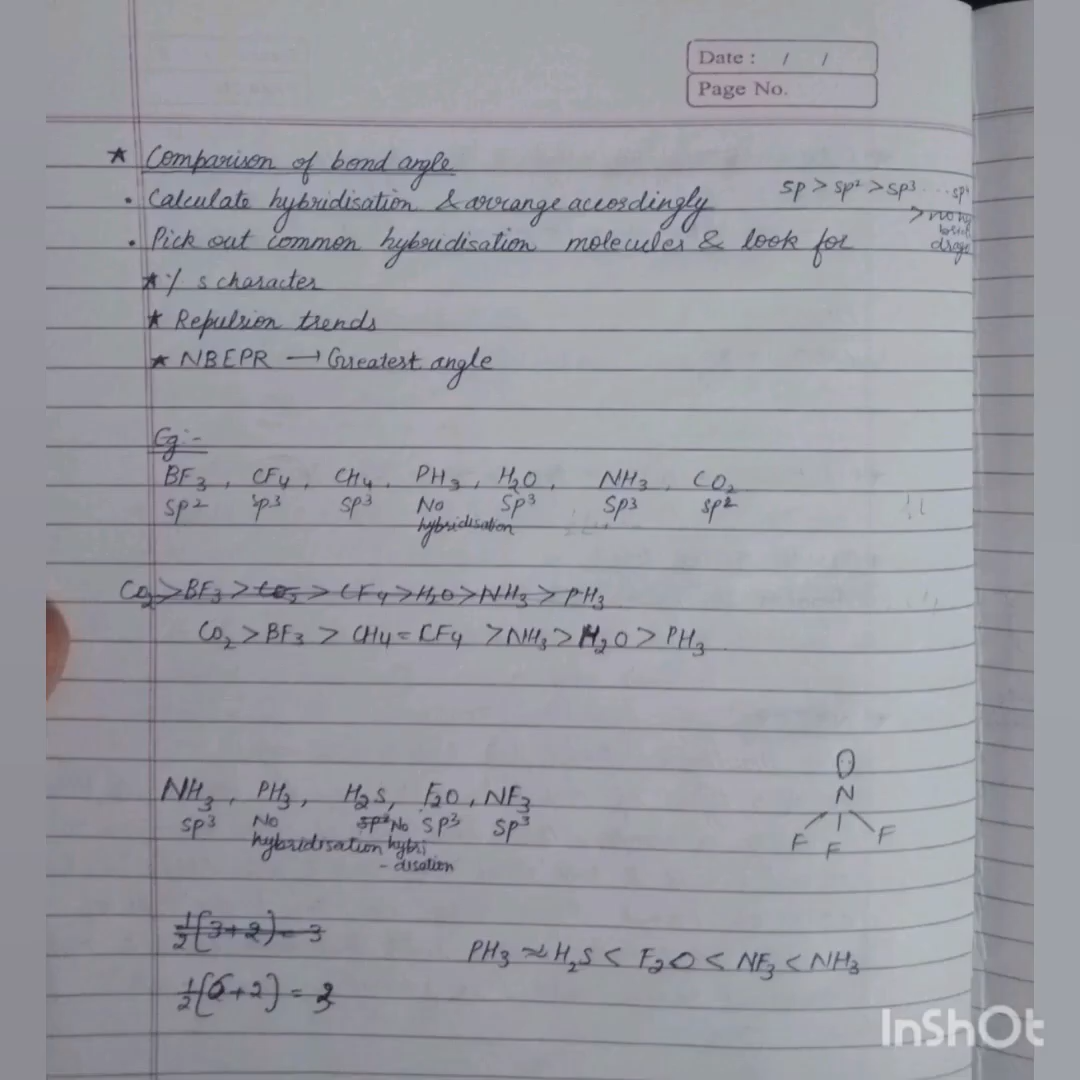 Date : / /
Page No.
* Comparison of bond angle
• Calculate hybridisation & arrange accordingly sp > sp² > sp³ ....
• Pick out common hybridisation molecules & look for
* % s character
* Repulsion trends
* NBEPR → Greatest angle
Eg :-
BF₃, CF₄, CH₄, PH₃, H₂O, NH₃, CO₂
sp² sp³ sp³ No sp³ sp³ sp²
hybridisation
CO₂ > BF₃ > CO₂ > CF₄ > H₂O > NH₃ > PH₃
CO₂ > BF₃ > CH₄ = CF₄ > NH₃ > H₂O > PH₃
NH₃, PH₃, H₂S, F₂O, NF₃
sp³ No sp³ No sp³ sp³
hybridisation hybri
- disation
N
F F F
½(3+2) = 3
PH₃ ≈ H₂S < F₂O < NF₃ < NH₃
½(6+2) = 3
InShOt